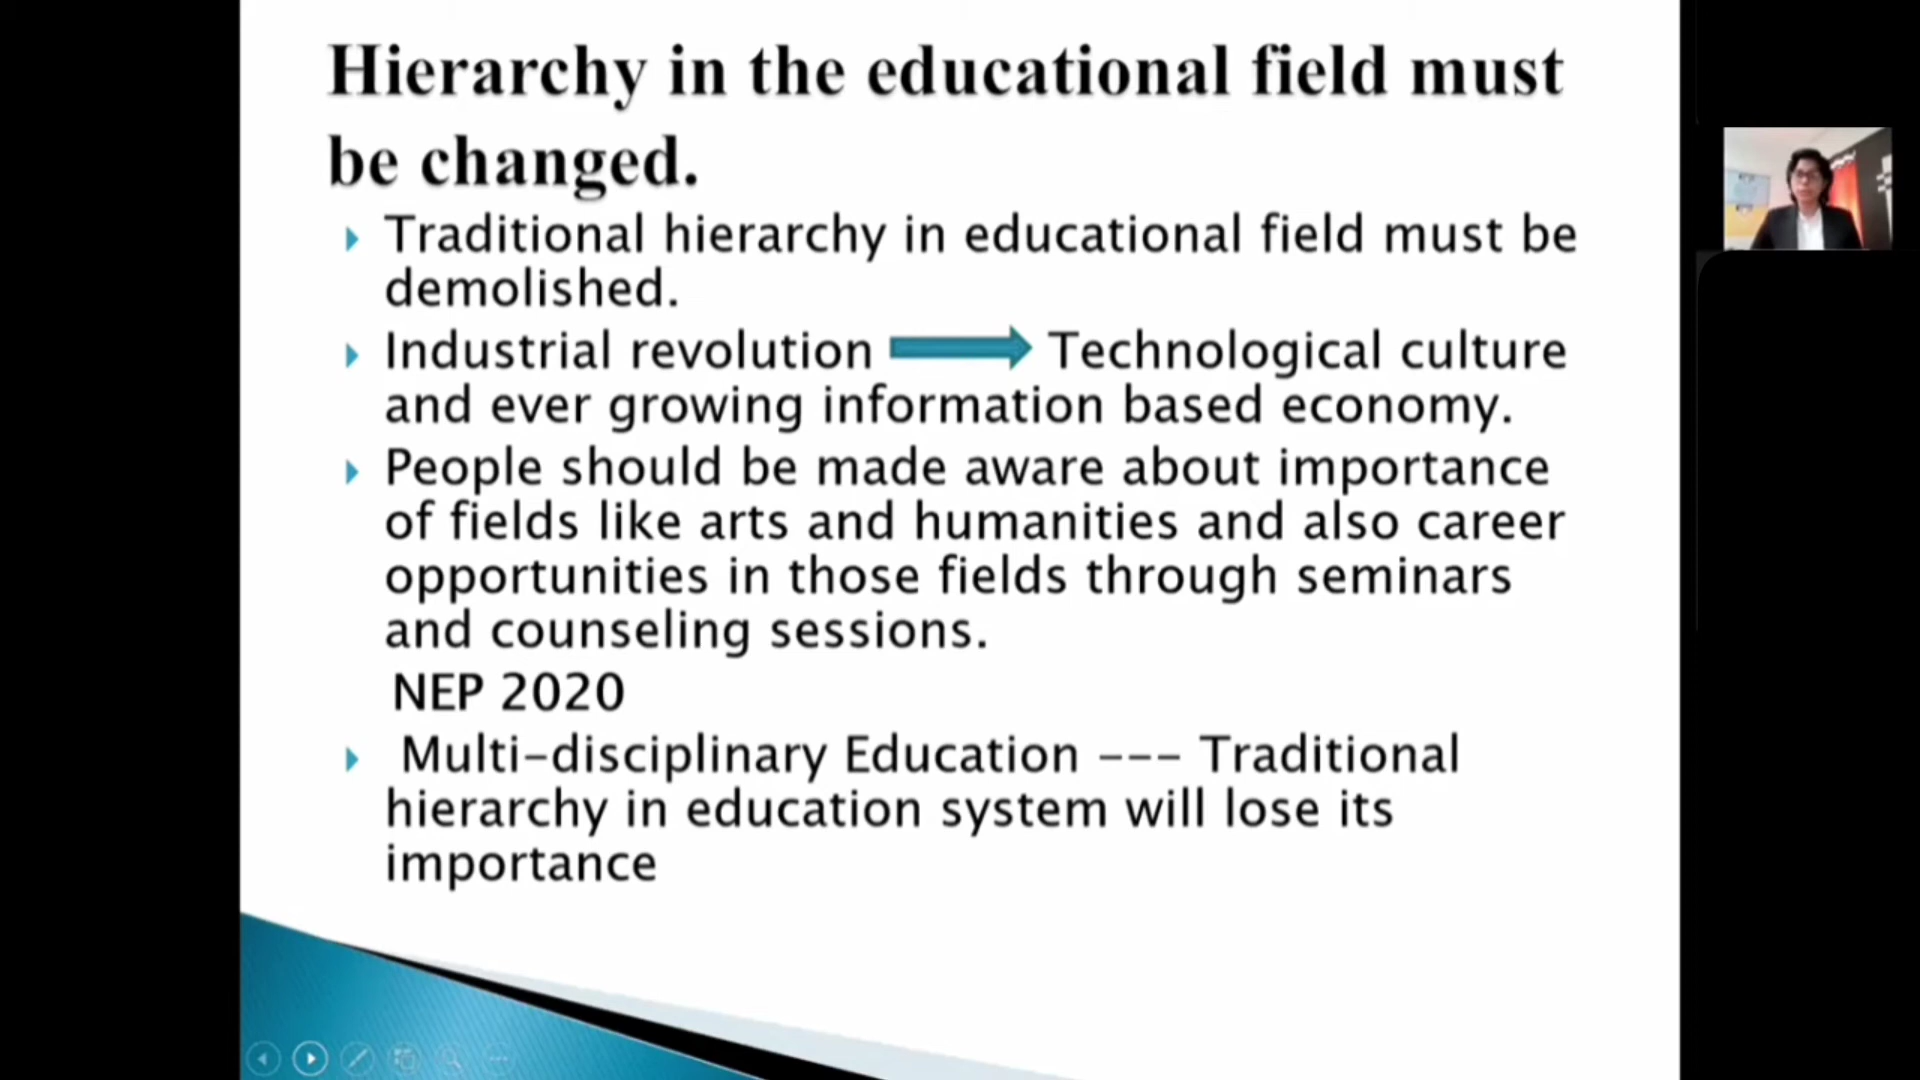 Hierarchy in the educational field must
be changed.
Traditional hierarchy in educational field must be
demolished.
Industrial revolution Technological culture
and ever growing information based economy.
People should be made aware about importance
of fields like arts and humanities and also career
opportunities in those fields through seminars
and counseling sessions.
NEP 2020
Multi-disciplinary Education --- Traditional
hierarchy in education system will lose its
importance